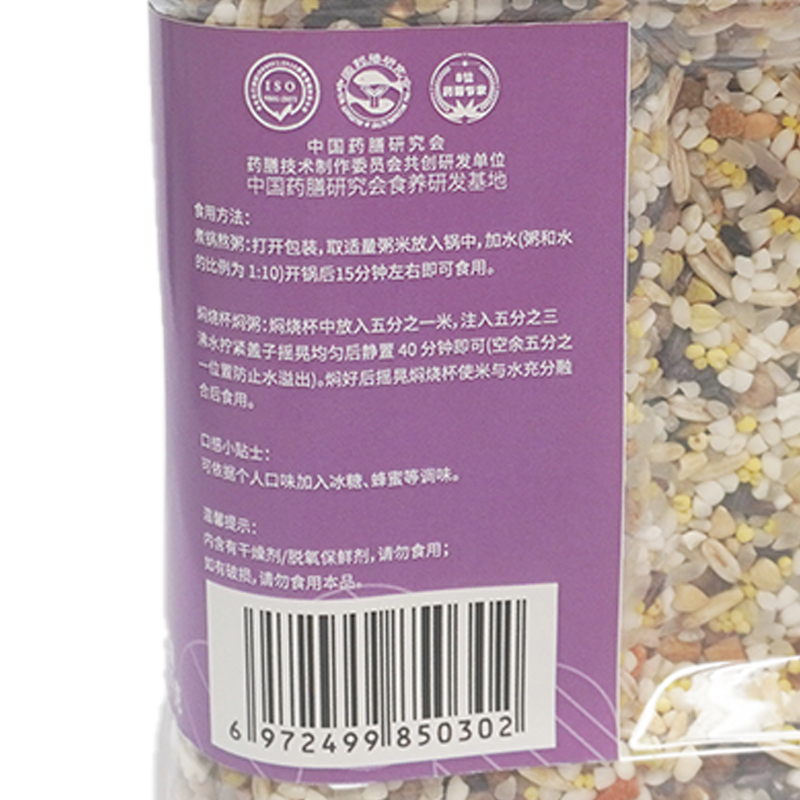 ISO
8位
药膳专家
中国药膳研究会
药膳技术制作委员会共创研发单位
中国药膳研究会食养研发基地
食用方法：
煮锅熬粥：打开包装，取适量粥米放入锅中，加水(粥和水
的比例为 1:10)开锅后15分钟左右即可食用。
焖烧杯焖粥：焖烧杯中放入五分之一米，注入五分之三
沸水拧紧盖子摇晃均匀后静置 40 分钟即可(空余五分之
一位置防止水溢出)。焖好后摇晃焖烧杯使米与水充分融
合后食用。
口感小贴士：
可依据个人口味加入冰糖、蜂蜜等调味。
温馨提示：
内含有干燥剂/脱氧保鲜剂，请勿食用；
如有破损，请勿食用本品。
6 972499 850302